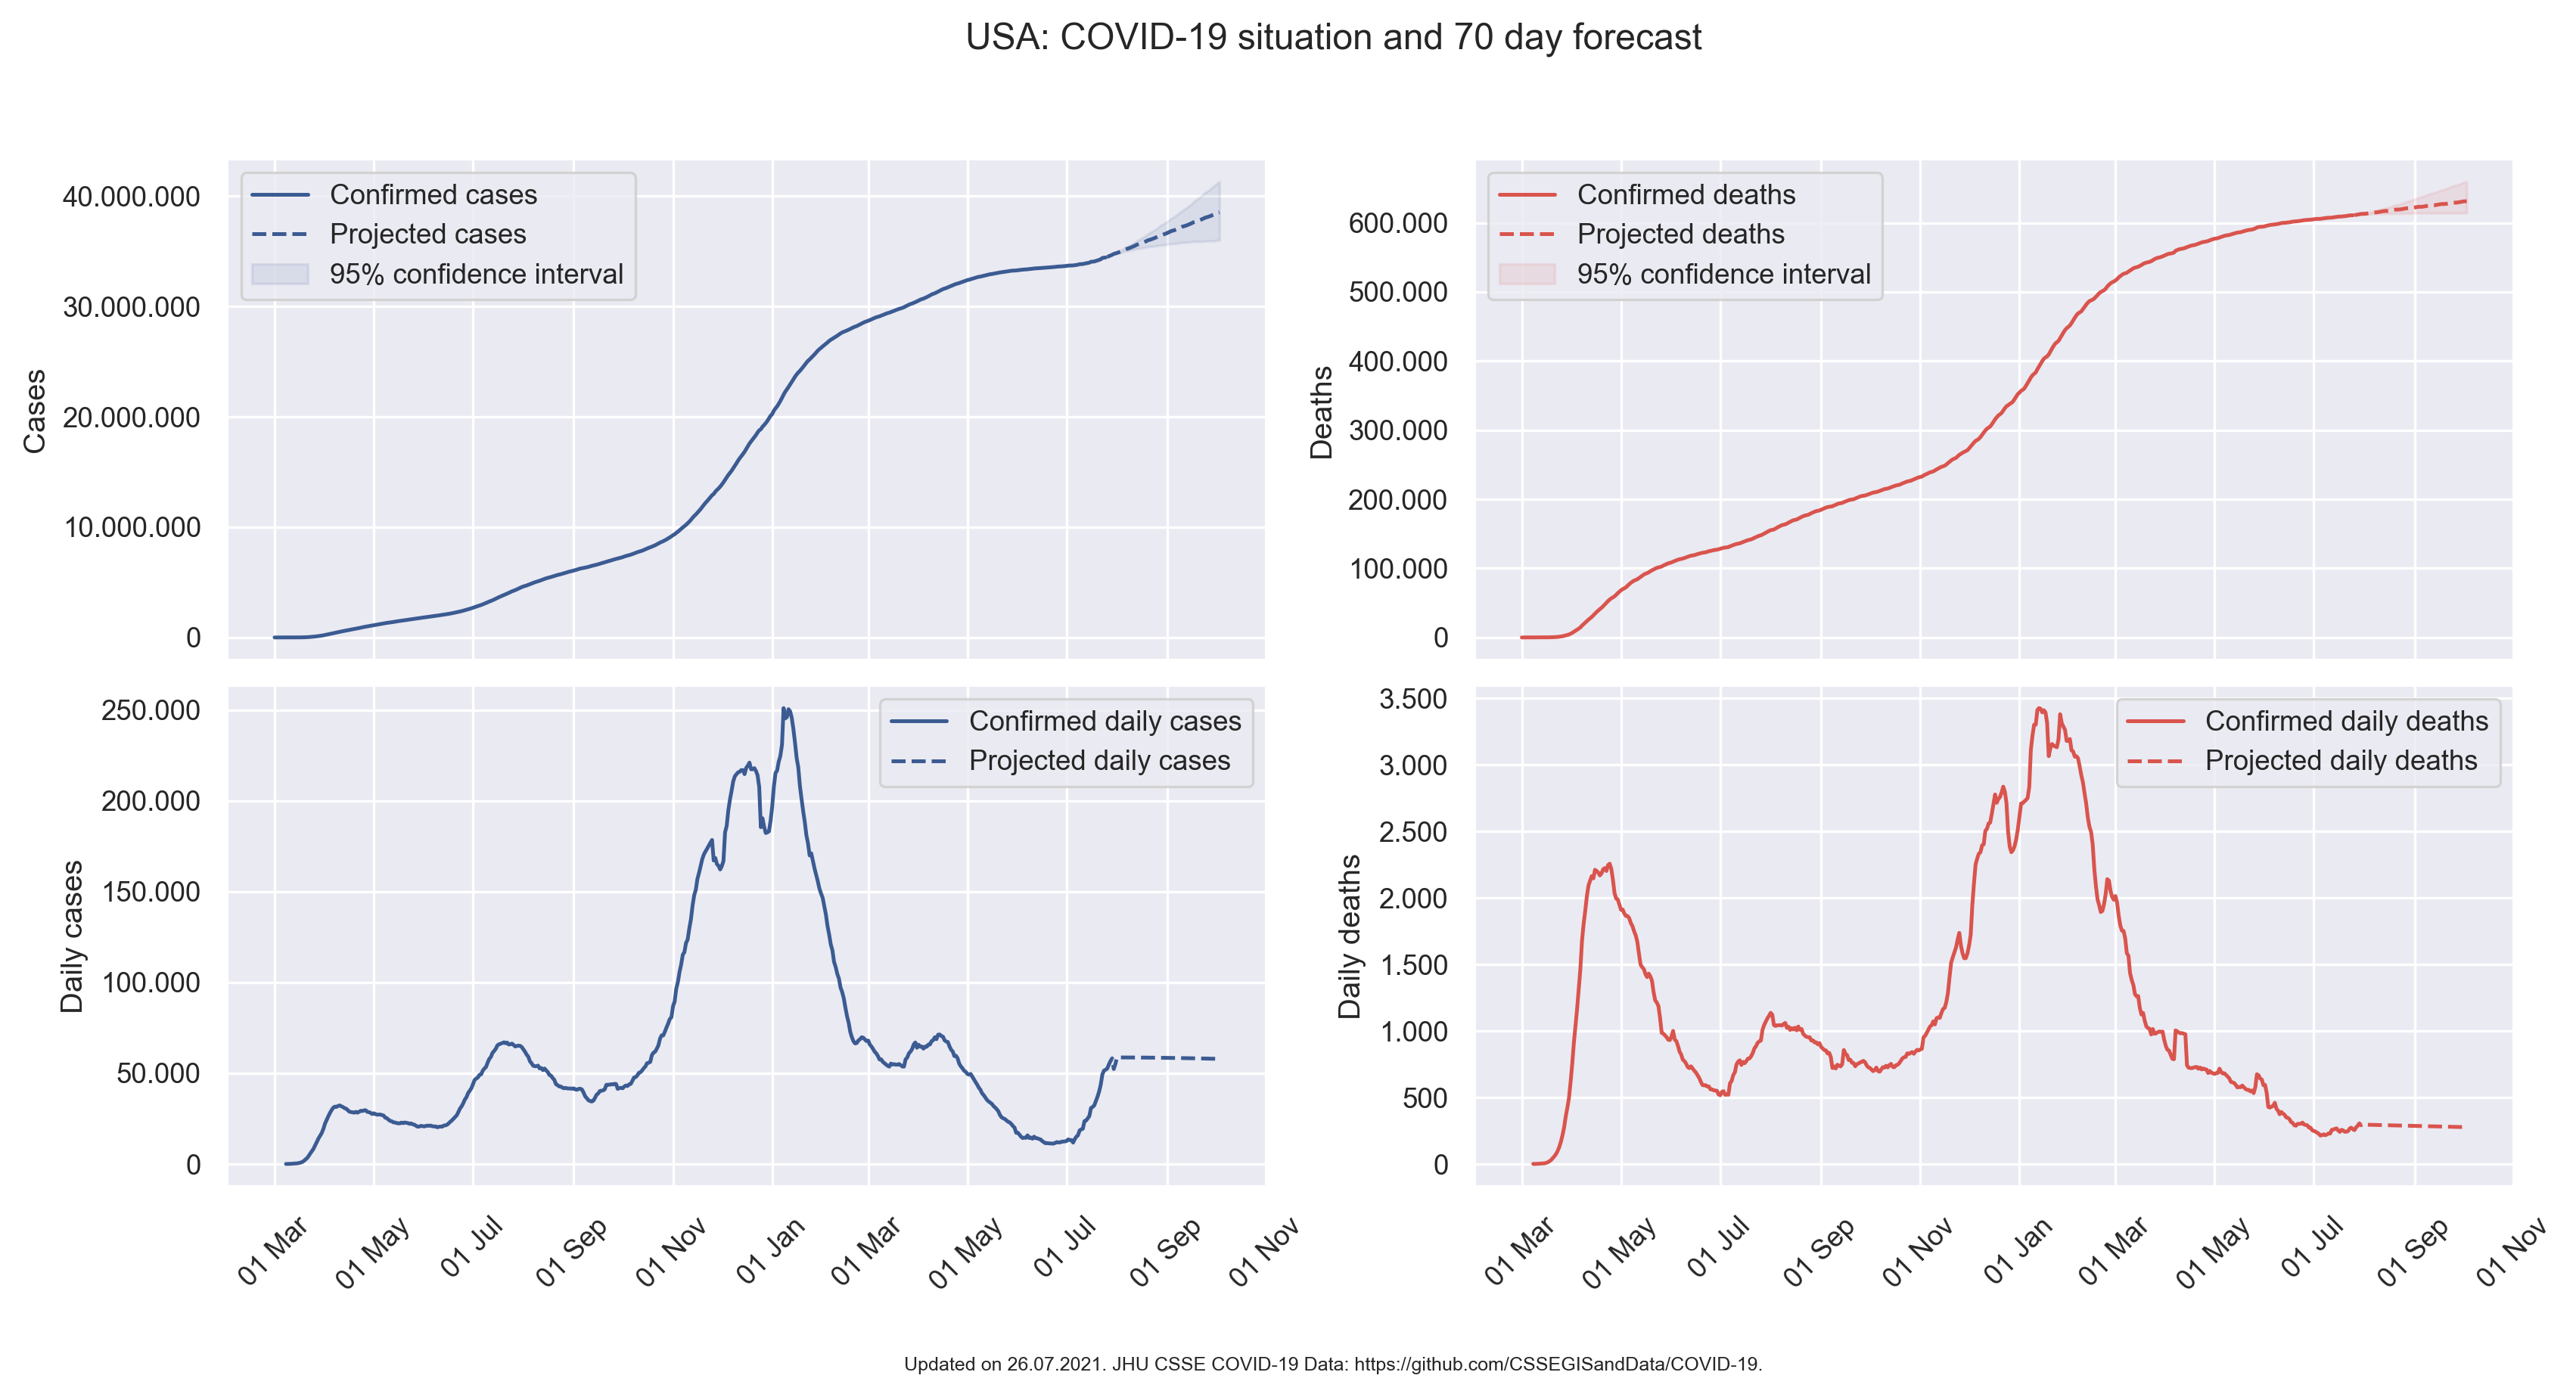 USA: COVID-19 situation and 70 day forecast
Confirmed cases
Projected cases
95% confidence interval
40.000.000
30.000.000
20.000.000
10.000.000
0
Cases
Confirmed deaths
Projected deaths
95% confidence interval
600.000
500.000
400.000
300.000
200.000
100.000
0
Deaths
Confirmed daily cases
Projected daily cases
250.000
200.000
150.000
100.000
50.000
0
Daily cases
01 Mar
01 May
01 Jul
01 Sep
01 Nov
01 Jan
01 Mar
01 May
01 Jul
01 Sep
01 Nov
Confirmed daily deaths
Projected daily deaths
3.500
3.000
2.500
2.000
1.500
1.000
500
0
Daily deaths
01 Mar
01 May
01 Jul
01 Sep
01 Nov
01 Jan
01 Mar
01 May
01 Jul
01 Sep
01 Nov
Updated on 26.07.2021. JHU CSSE COVID-19 Data: https://github.com/CSSEGISandData/COVID-19.